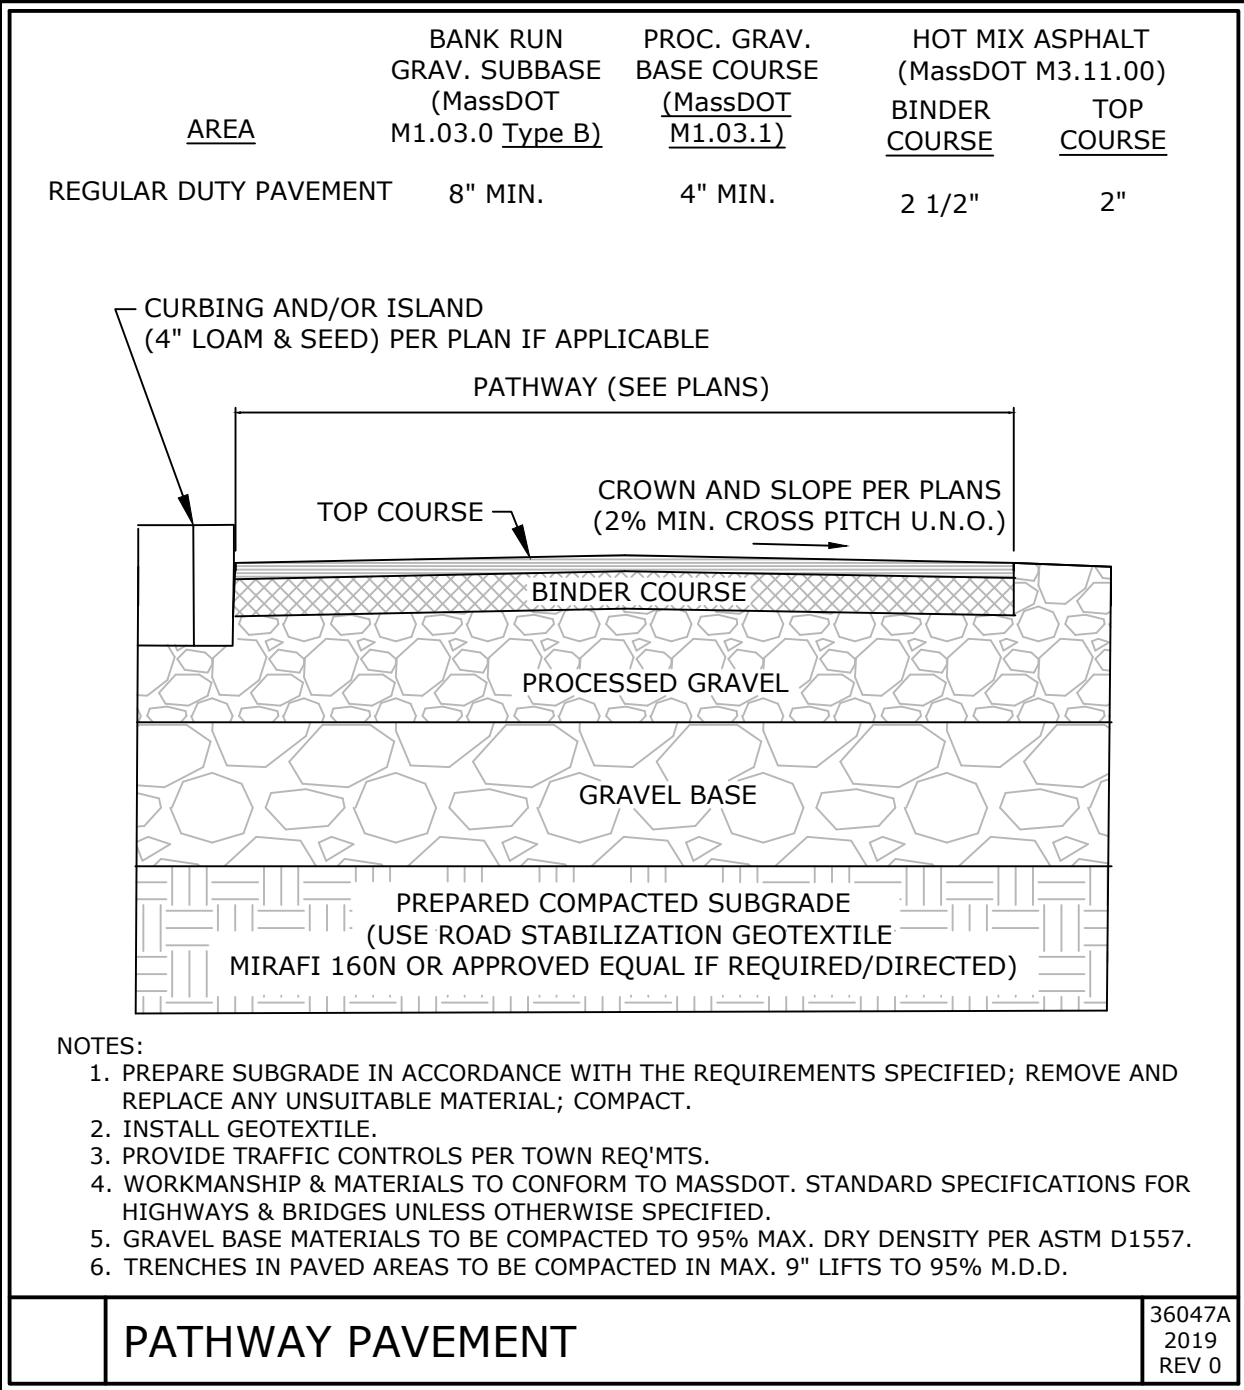 BANK RUN
GRAV. SUBBASE
(MassDOT
M1.03.0 Type B)
PROC. GRAV.
BASE COURSE
(MassDOT
M1.03.1)
HOT MIX ASPHALT
(MassDOT M3.11.00)
AREA
BINDER
COURSE
TOP
COURSE
REGULAR DUTY PAVEMENT
8" MIN.
4" MIN.
2 1/2"
2"
CURBING AND/OR ISLAND
(4" LOAM & SEED) PER PLAN IF APPLICABLE
PATHWAY (SEE PLANS)
TOP COURSE
CROWN AND SLOPE PER PLANS
(2% MIN. CROSS PITCH U.N.O.)
BINDER COURSE
PROCESSED GRAVEL
GRAVEL BASE
PREPARED COMPACTED SUBGRADE
(USE ROAD STABILIZATION GEOTEXTILE
MIRAFI 160N OR APPROVED EQUAL IF REQUIRED/DIRECTED)
NOTES:
1. PREPARE SUBGRADE IN ACCORDANCE WITH THE REQUIREMENTS SPECIFIED; REMOVE AND
REPLACE ANY UNSUITABLE MATERIAL; COMPACT.
2. INSTALL GEOTEXTILE.
3. PROVIDE TRAFFIC CONTROLS PER TOWN REQ'MTS.
4. WORKMANSHIP & MATERIALS TO CONFORM TO MASSDOT. STANDARD SPECIFICATIONS FOR
HIGHWAYS & BRIDGES UNLESS OTHERWISE SPECIFIED.
5. GRAVEL BASE MATERIALS TO BE COMPACTED TO 95% MAX. DRY DENSITY PER ASTM D1557.
6. TRENCHES IN PAVED AREAS TO BE COMPACTED IN MAX. 9" LIFTS TO 95% M.D.D.
PATHWAY PAVEMENT
36047A
2019
REV 0